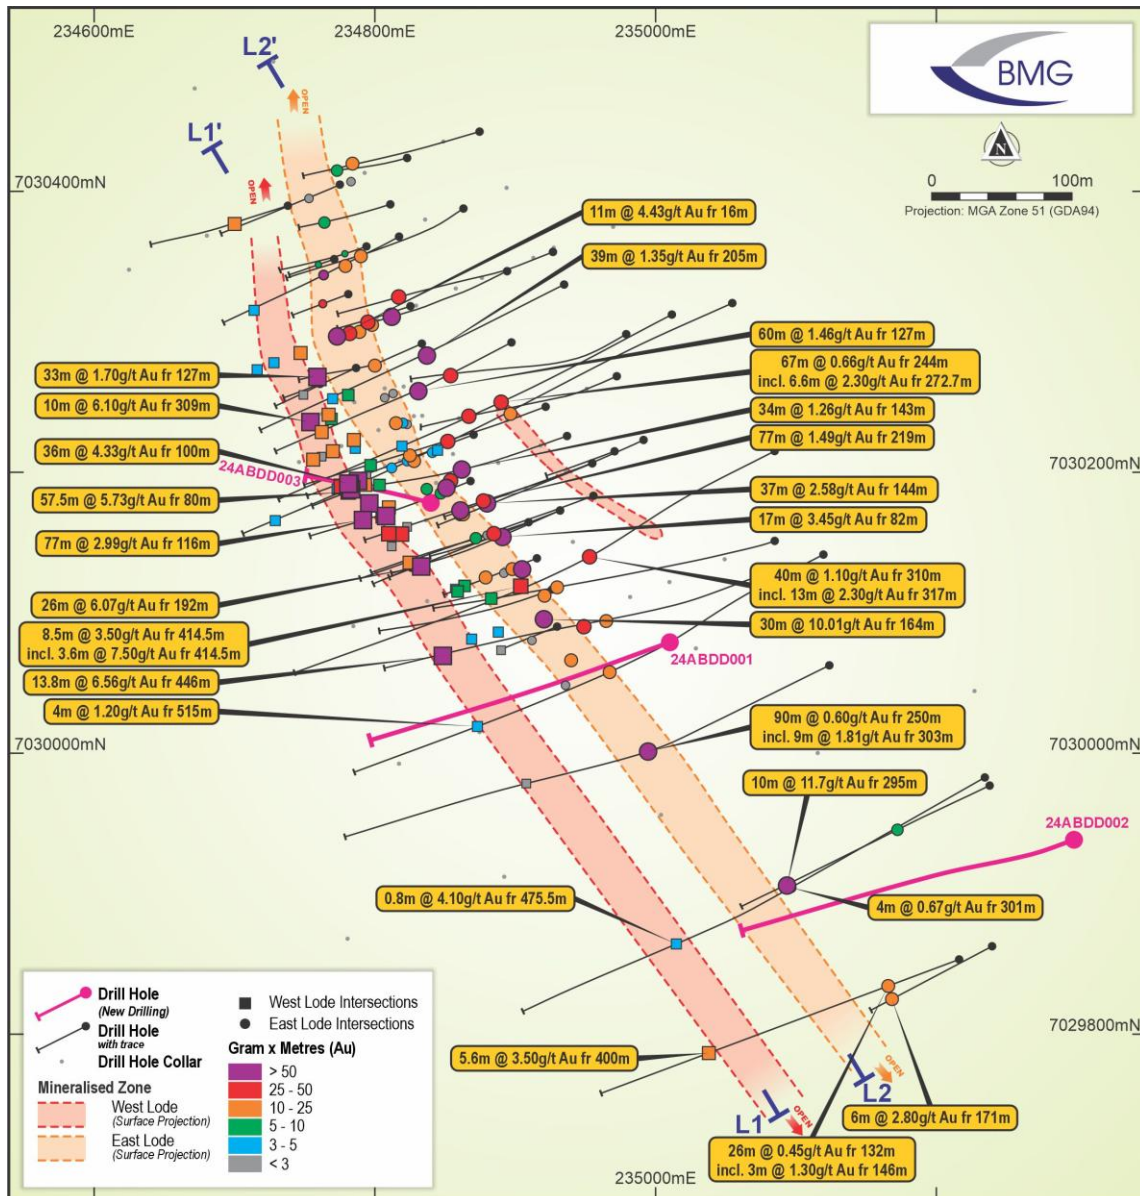 234600mE
234800mE
235000mE
L2'
L1'
OPEN
OPEN
BMG
N
0
100m
Projection: MGA Zone 51 (GDA94)
7030400mN
7030200mN
7030000mN
7029800mN
11m @ 4.43g/t Au fr 16m
39m @ 1.35g/t Au fr 205m
60m @ 1.46g/t Au fr 127m
67m @ 0.66g/t Au fr 244m
incl. 6.6m @ 2.30g/t Au fr 272.7m
34m @ 1.26g/t Au fr 143m
77m @ 1.49g/t Au fr 219m
37m @ 2.58g/t Au fr 144m
17m @ 3.45g/t Au fr 82m
40m @ 1.10g/t Au fr 310m
incl. 13m @ 2.30g/t Au fr 317m
30m @ 10.01g/t Au fr 164m
33m @ 1.70g/t Au fr 127m
10m @ 6.10g/t Au fr 309m
36m @ 4.33g/t Au fr 100m
24ABDD003
57.5m @ 5.73g/t Au fr 80m
77m @ 2.99g/t Au fr 116m
26m @ 6.07g/t Au fr 192m
8.5m @ 3.50g/t Au fr 414.5m
incl. 3.6m @ 7.50g/t Au fr 414.5m
13.8m @ 6.56g/t Au fr 446m
4m @ 1.20g/t Au fr 515m
24ABDD001
90m @ 0.60g/t Au fr 250m
incl. 9m @ 1.81g/t Au fr 303m
10m @ 11.7g/t Au fr 295m
24ABDD002
0.8m @ 4.10g/t Au fr 475.5m
4m @ 0.67g/t Au fr 301m
5.6m @ 3.50g/t Au fr 400m
L1
OPEN
L2
OPEN
6m @ 2.80g/t Au fr 171m
26m @ 0.45g/t Au fr 132m
incl. 3m @ 1.30g/t Au fr 146m
235000mE
Drill Hole
(New Drilling)
Drill Hole
with trace
Drill Hole Collar
Mineralised Zone
West Lode
(Surface Projection)
East Lode
(Surface Projection)
West Lode Intersections
East Lode Intersections
Gram x Metres (Au)
> 50
25 - 50
10 - 25
5 - 10
3 - 5
< 3